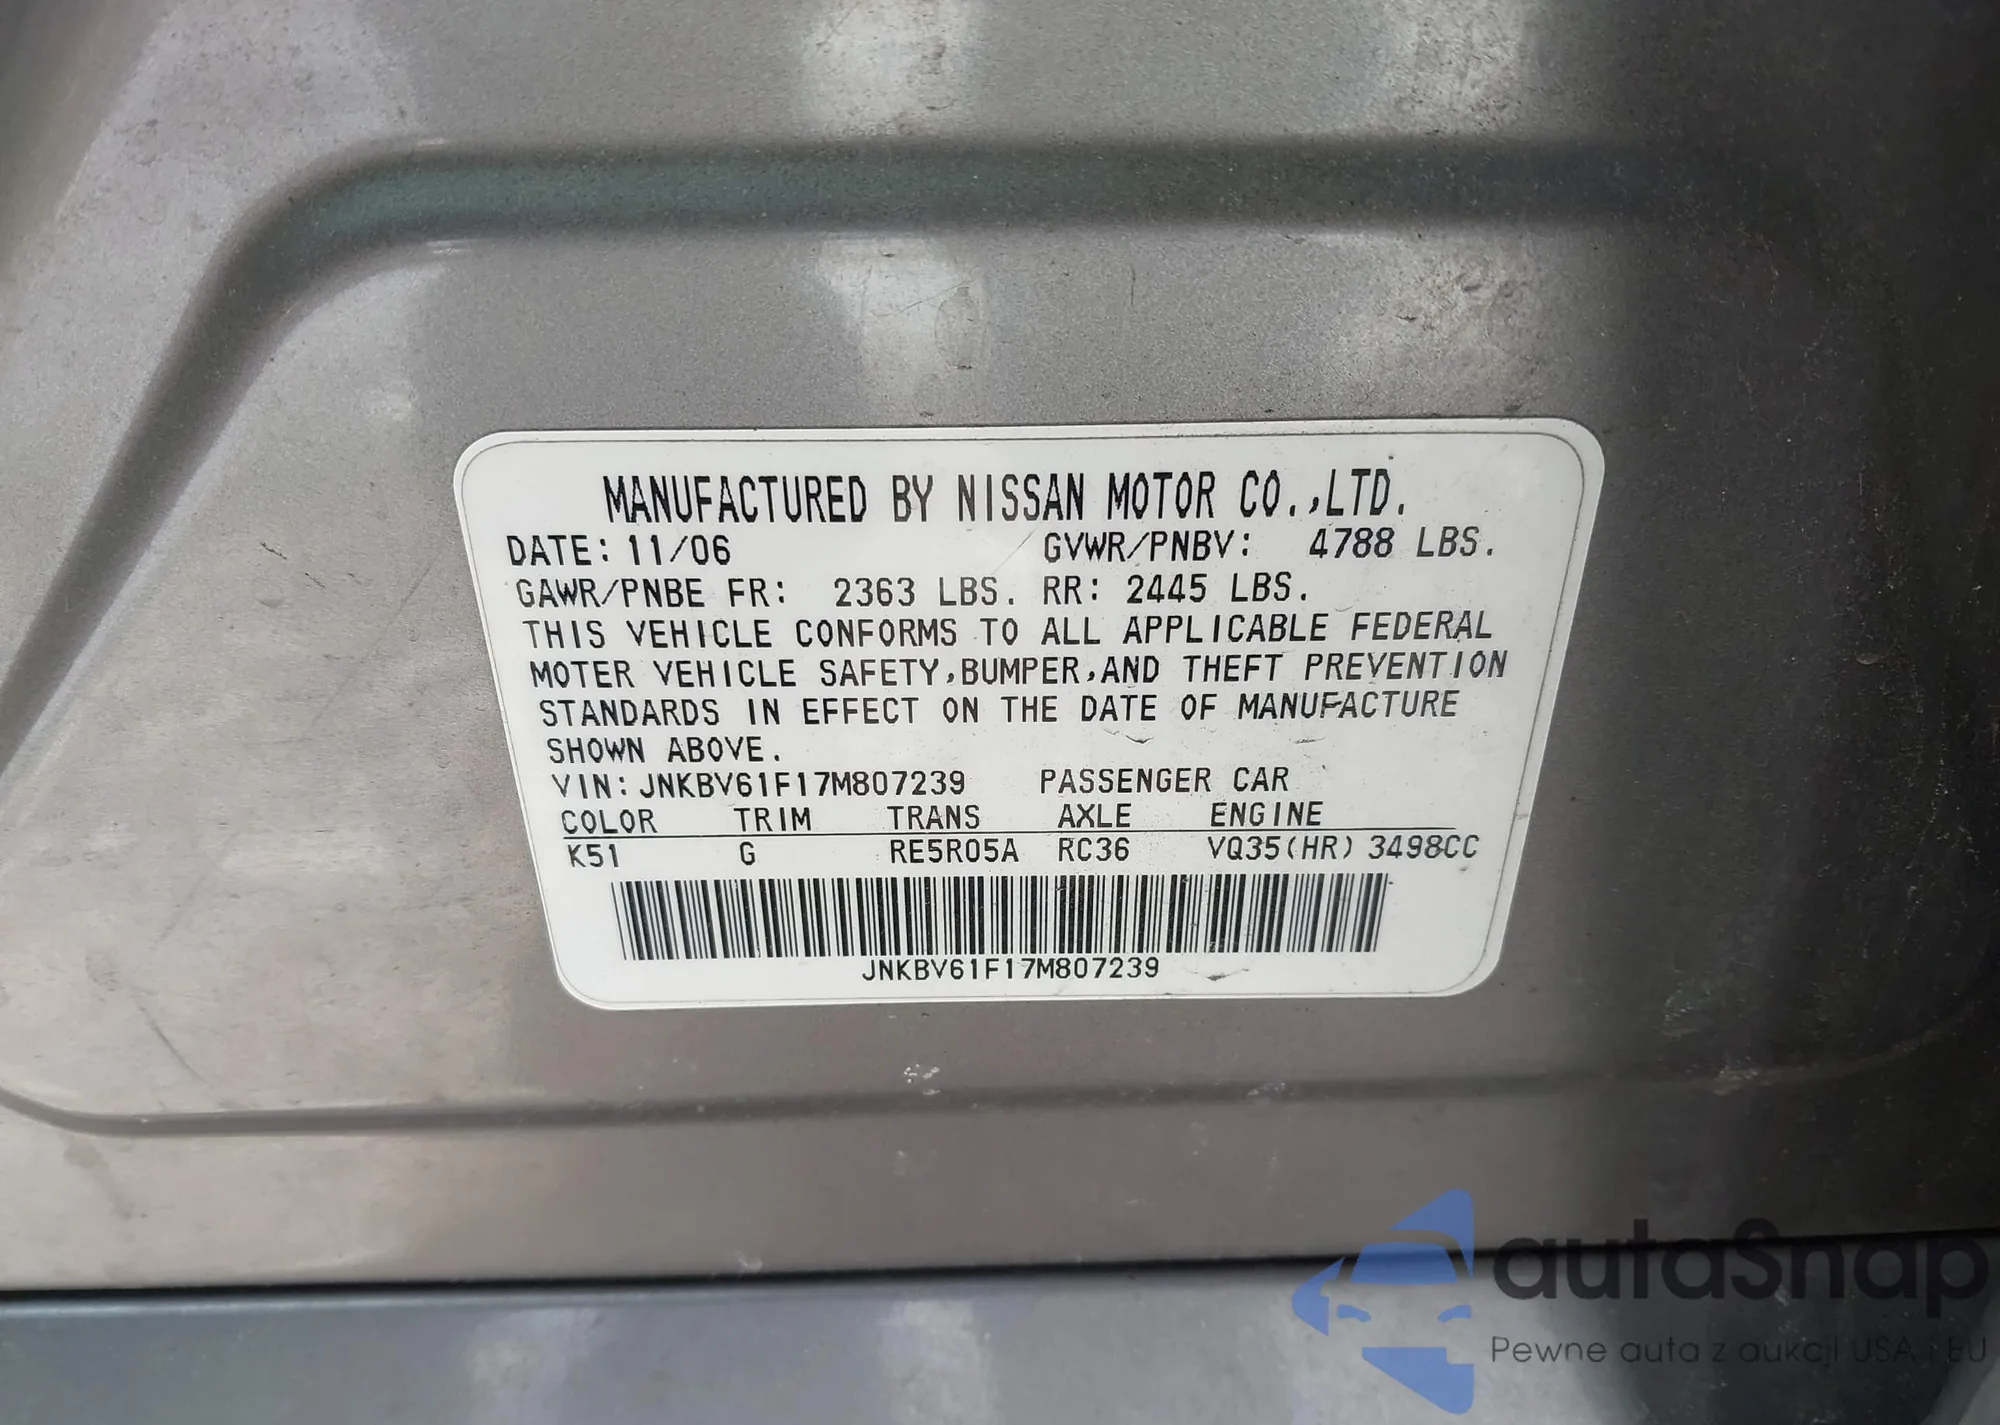 MANUFACTURED BY NISSAN MOTOR CO.,LTD.
DATE: 11/06 GVWR/PNBV: 4788 LBS.
GAWR/PNBE FR: 2363 LBS. RR: 2445 LBS.
THIS VEHICLE CONFORMS TO ALL APPLICABLE FEDERAL
MOTER VEHICLE SAFETY,BUMPER,AND THEFT PREVENTION
STANDARDS IN EFFECT ON THE DATE OF MANUFACTURE
SHOWN ABOVE.
VIN:JNKBV61F17M807239 PASSENGER CAR
COLOR TRIM TRANS AXLE ENGINE
K51 G RE5R05A RC36 VQ35(HR) 3498CC
JNKBV61F17M807239
autaSnap
Pewne auta z aukcji USA i EU